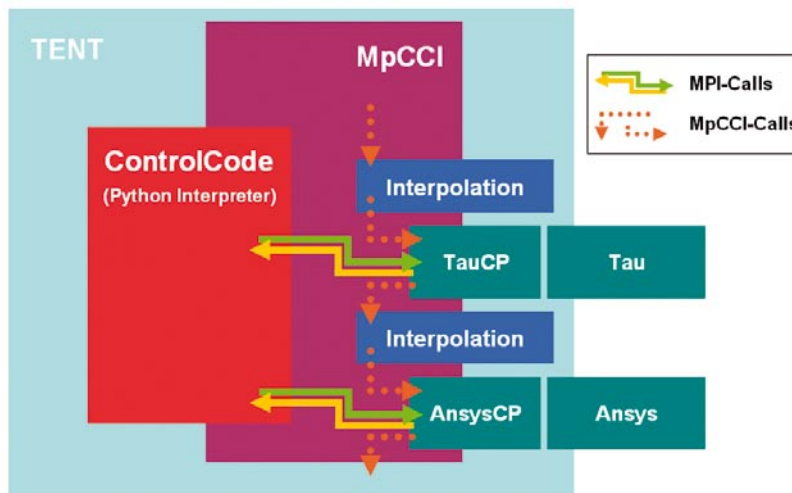 TENT
MpCCI
MPI-Calls
MpCCI-Calls
ControlCode
(Python Interpreter)
Interpolation
TauCP
Tau
Interpolation
AnsysCP
Ansys